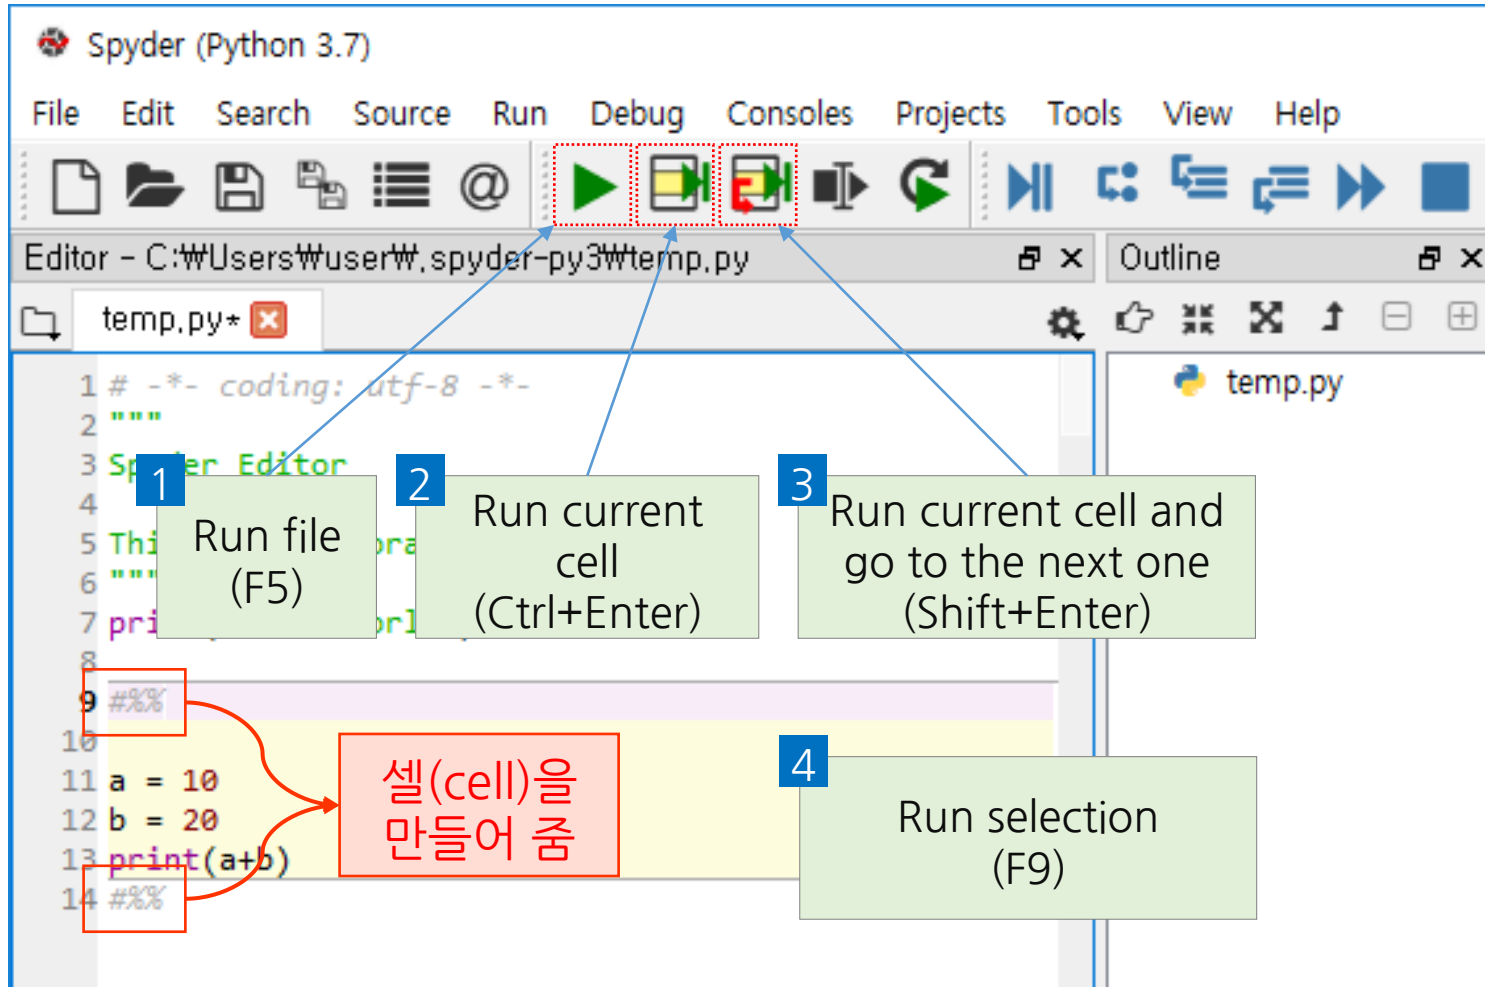 Spyder (Python 3.7)
File Edit Search Source Run Debug Consoles Projects Tools View Help
Editor - C:₩Users₩user₩.spyder-py3₩temp.py
Outline
temp.py*
temp.py
1 # -*- coding: utf-8 -*-
2 """
3 Spyder Editor
4
5 Thi
6 """
7 pri
8
9 #%%
10
11 a = 10
12 b = 20
13 print(a+b)
14 #%%
1
Run file
(F5)
2
Run current
cell
(Ctrl+Enter)
3
Run current cell and
go to the next one
(Shift+Enter)
셀(cell)을
만들어 줌
4
Run selection
(F9)